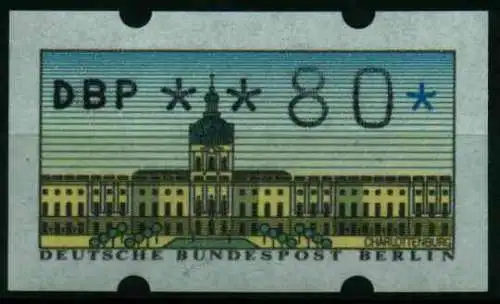 DBP ** 80*
CHARLOTTENBURG
DEUTSCHE BUNDESPOST BERLIN